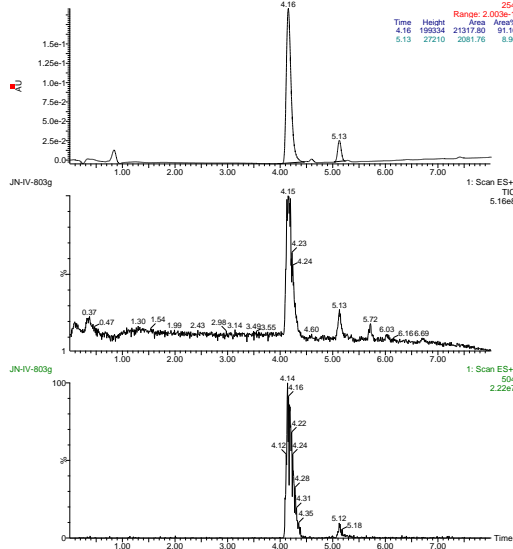 4.16
254
Range: 2.003e-
Time Height Area Area%
4.16 199334 21317.80 91.10
5.13 27210 2081.76 8.9
AU
1.5e-1
1.25e-1
1.0e-1
7.5e-2
5.0e-2
2.5e-2
0.0
5.13
1.00 2.00 3.00 4.00 5.00 6.00 7.00
JN-IV-803g
1: Scan ES+
TIC
5.16e8
4.15
4.23
4.24
%
0.37
0.47
1.30
1.54
1.99
2.43
2.98
3.14
3.49
3.55
4.60
5.13
5.72
6.03
6.16
6.69
1
1.00 2.00 3.00 4.00 5.00 6.00 7.00
JN-IV-803g
1: Scan ES+
504
2.22e7
100
4.14
4.16
4.22
4.12
4.24
%
4.28
4.31
4.35
5.12
5.18
0
Time
1.00 2.00 3.00 4.00 5.00 6.00 7.00